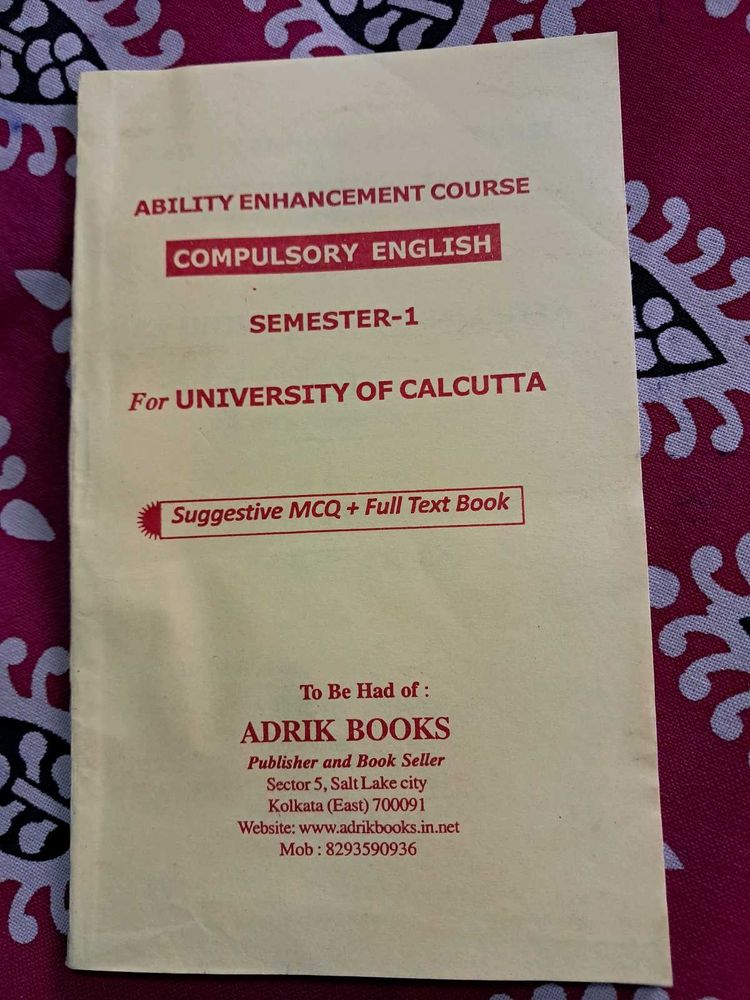 ABILITY ENHANCEMENT COURSE
COMPULSORY ENGLISH
SEMESTER-1
For UNIVERSITY OF CALCUTTA
Suggestive MCQ + Full Text Book
To Be Had of :
ADRIK BOOKS
Publisher and Book Seller
Sector 5, Salt Lake city
Kolkata (East) 700091
Website: www.adrikbooks.in.net
Mob : 8293590936